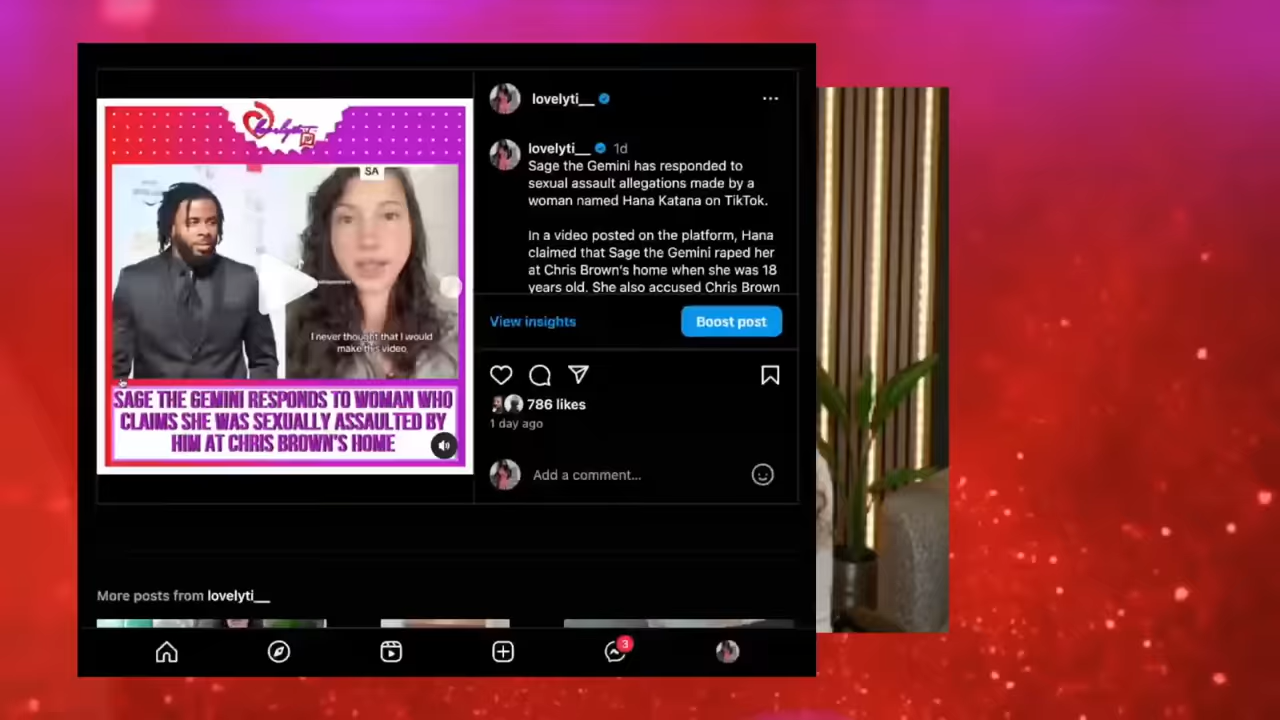 SA
I never thought that I would
make this video.
SAGE THE GEMINI RESPONDS TO WOMAN WHO
CLAIMS SHE WAS SEXUALLY ASSAULTED BY
HIM AT CHRIS BROWN'S HOME
lovelyti__
lovelyti__ 1d
Sage the Gemini has responded to
sexual assault allegations made by a
woman named Hana Katana on TikTok.
In a video posted on the platform, Hana
claimed that Sage the Gemini raped her
at Chris Brown's home when she was 18
years old. She also accused Chris Brown
View insights
Boost post
786 likes
1 day ago
Add a comment...
More posts from lovelyti__
3